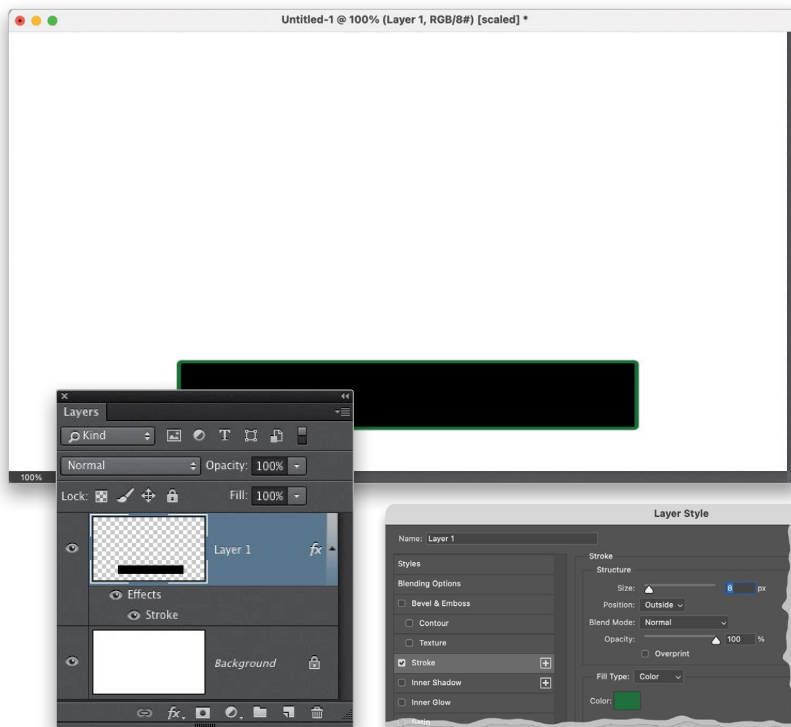 Untitled-1 @ 100% (Layer 1, RGB/8#) [scaled] *
100%
Layers
Kind
Normal
Opacity: 100%
Lock:
Fill: 100%
Layer 1
fx
Effects
Stroke
Background
fx
Layer Style
Name: Layer 1
Styles
Blending Options
Bevel & Emboss
Contour
Texture
Stroke
Inner Shadow
Inner Glow
Stroke
Structure
Size: 8 px
Position: Outside
Blend Mode: Normal
Opacity: 100 %
Overprint
Fill Type: Color
Color: